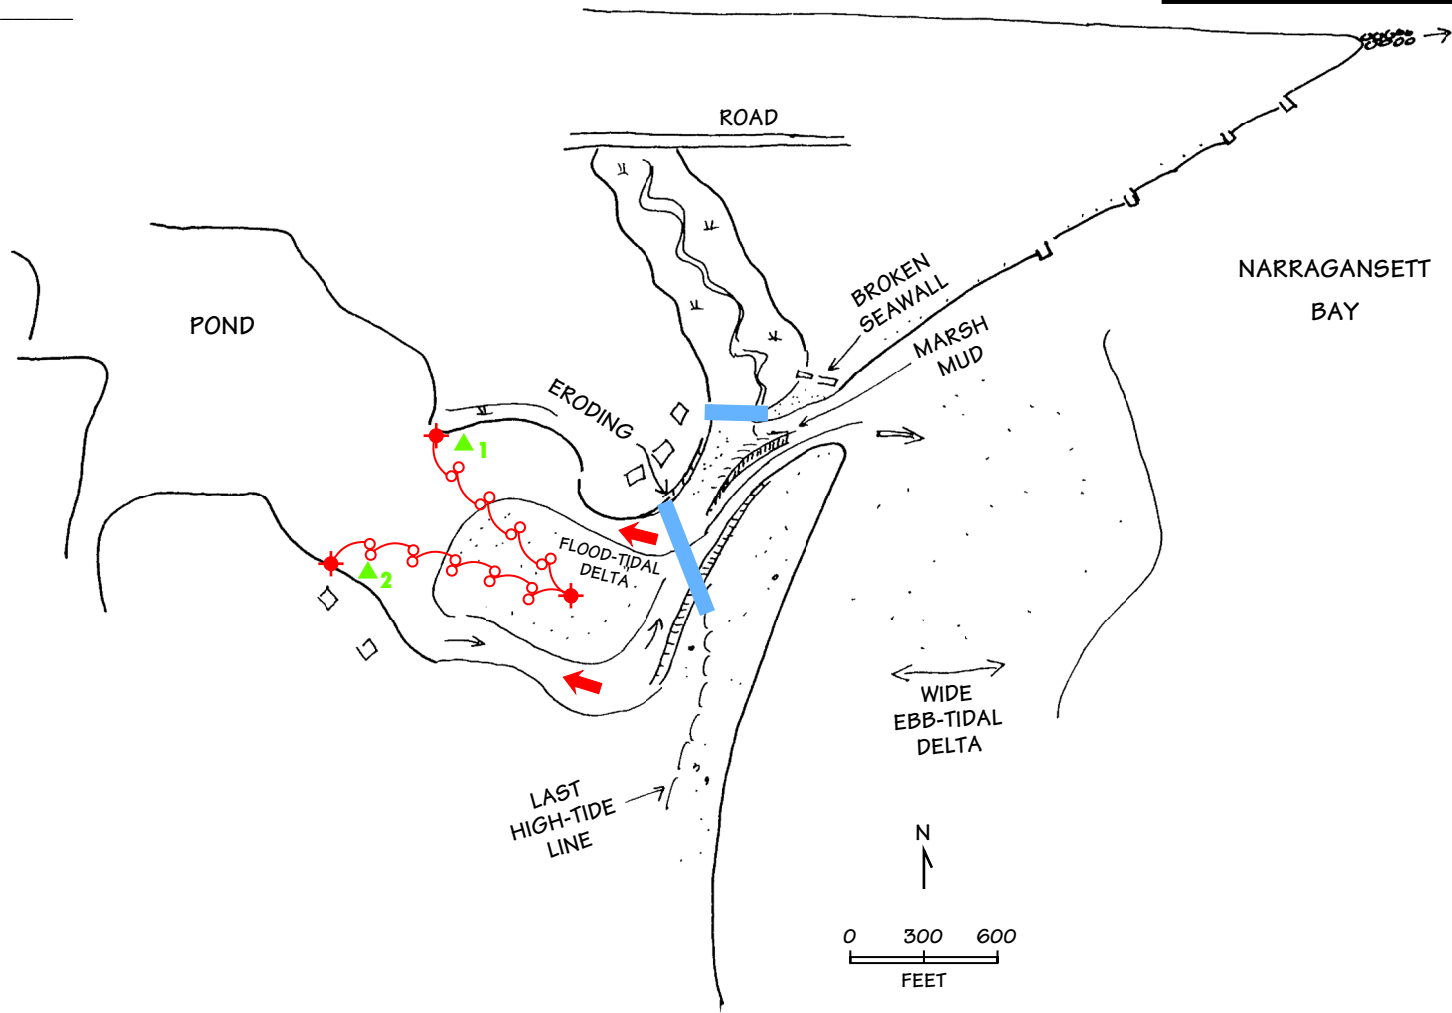 ROAD
NARRAGANSETT
BAY
BROKEN
SEAWALL
MARSH
MUD
POND
ERODING
1
FLOOD-TIDAL
DELTA
2
WIDE
EBB-TIDAL
DELTA
LAST
HIGH-TIDE
LINE
N
0 300 600
FEET